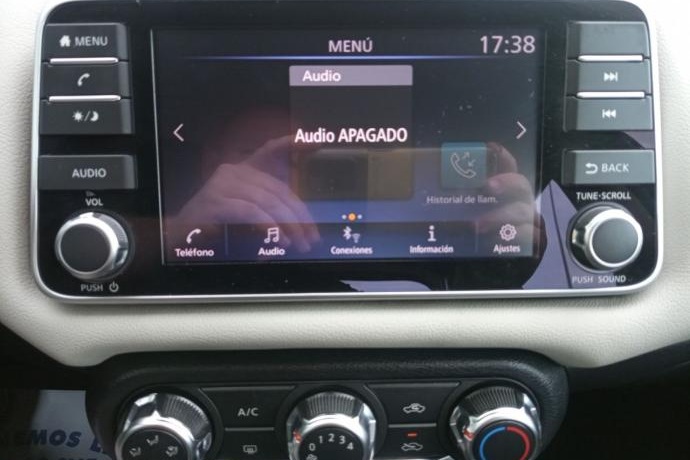 MENU
MENÚ
17:38
Audio
Audio APAGADO
AUDIO
BACK
VOL
TUNE·SCROLL
Historial de llam.
Teléfono
Audio
Conexiones
Información
Ajustes
PUSH
PUSH SOUND
A/C
0
1
2
3
4